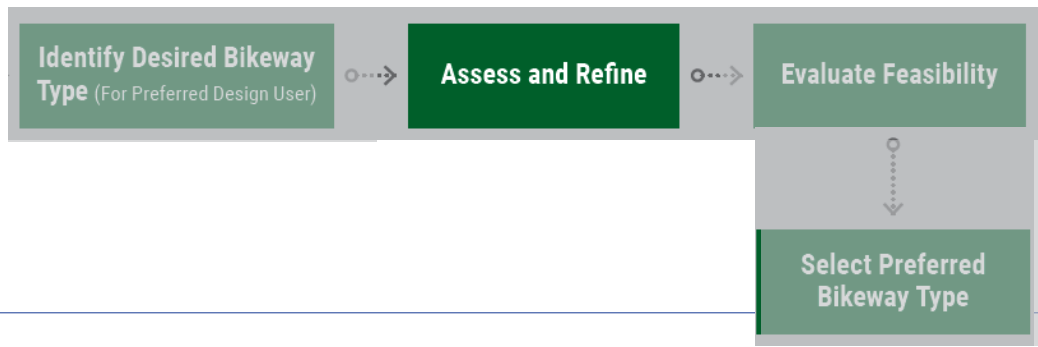 Identify Desired Bikeway
Type (For Preferred Design User)
Assess and Refine
Evaluate Feasibility
Select Preferred
Bikeway Type